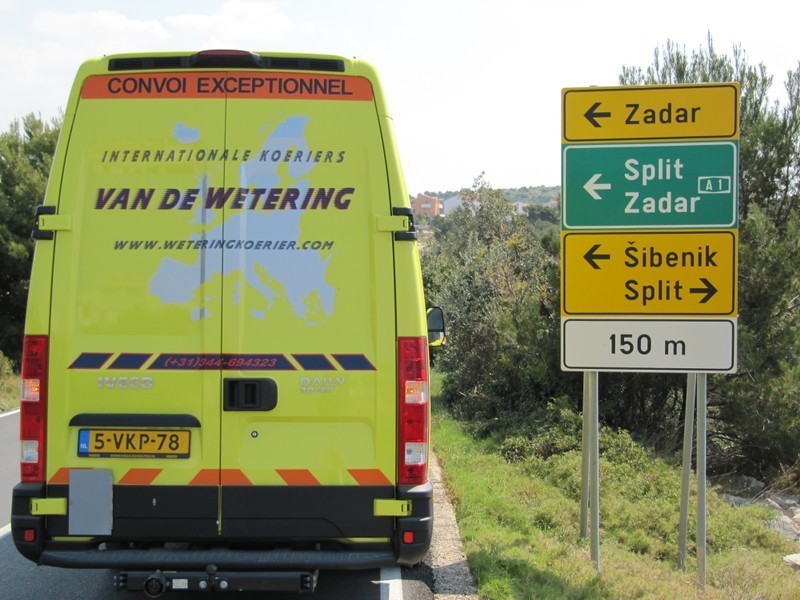 CONVOI EXCEPTIONNEL
INTERNATIONALE KOERIERS
VAN DE WETERING
WWW.WETERINGKOERIER.COM
(+31)344-694323
IVECO DAILY
NL 5-VKP-78
Zadar
Split A1
Zadar
Šibenik
Split
150 m